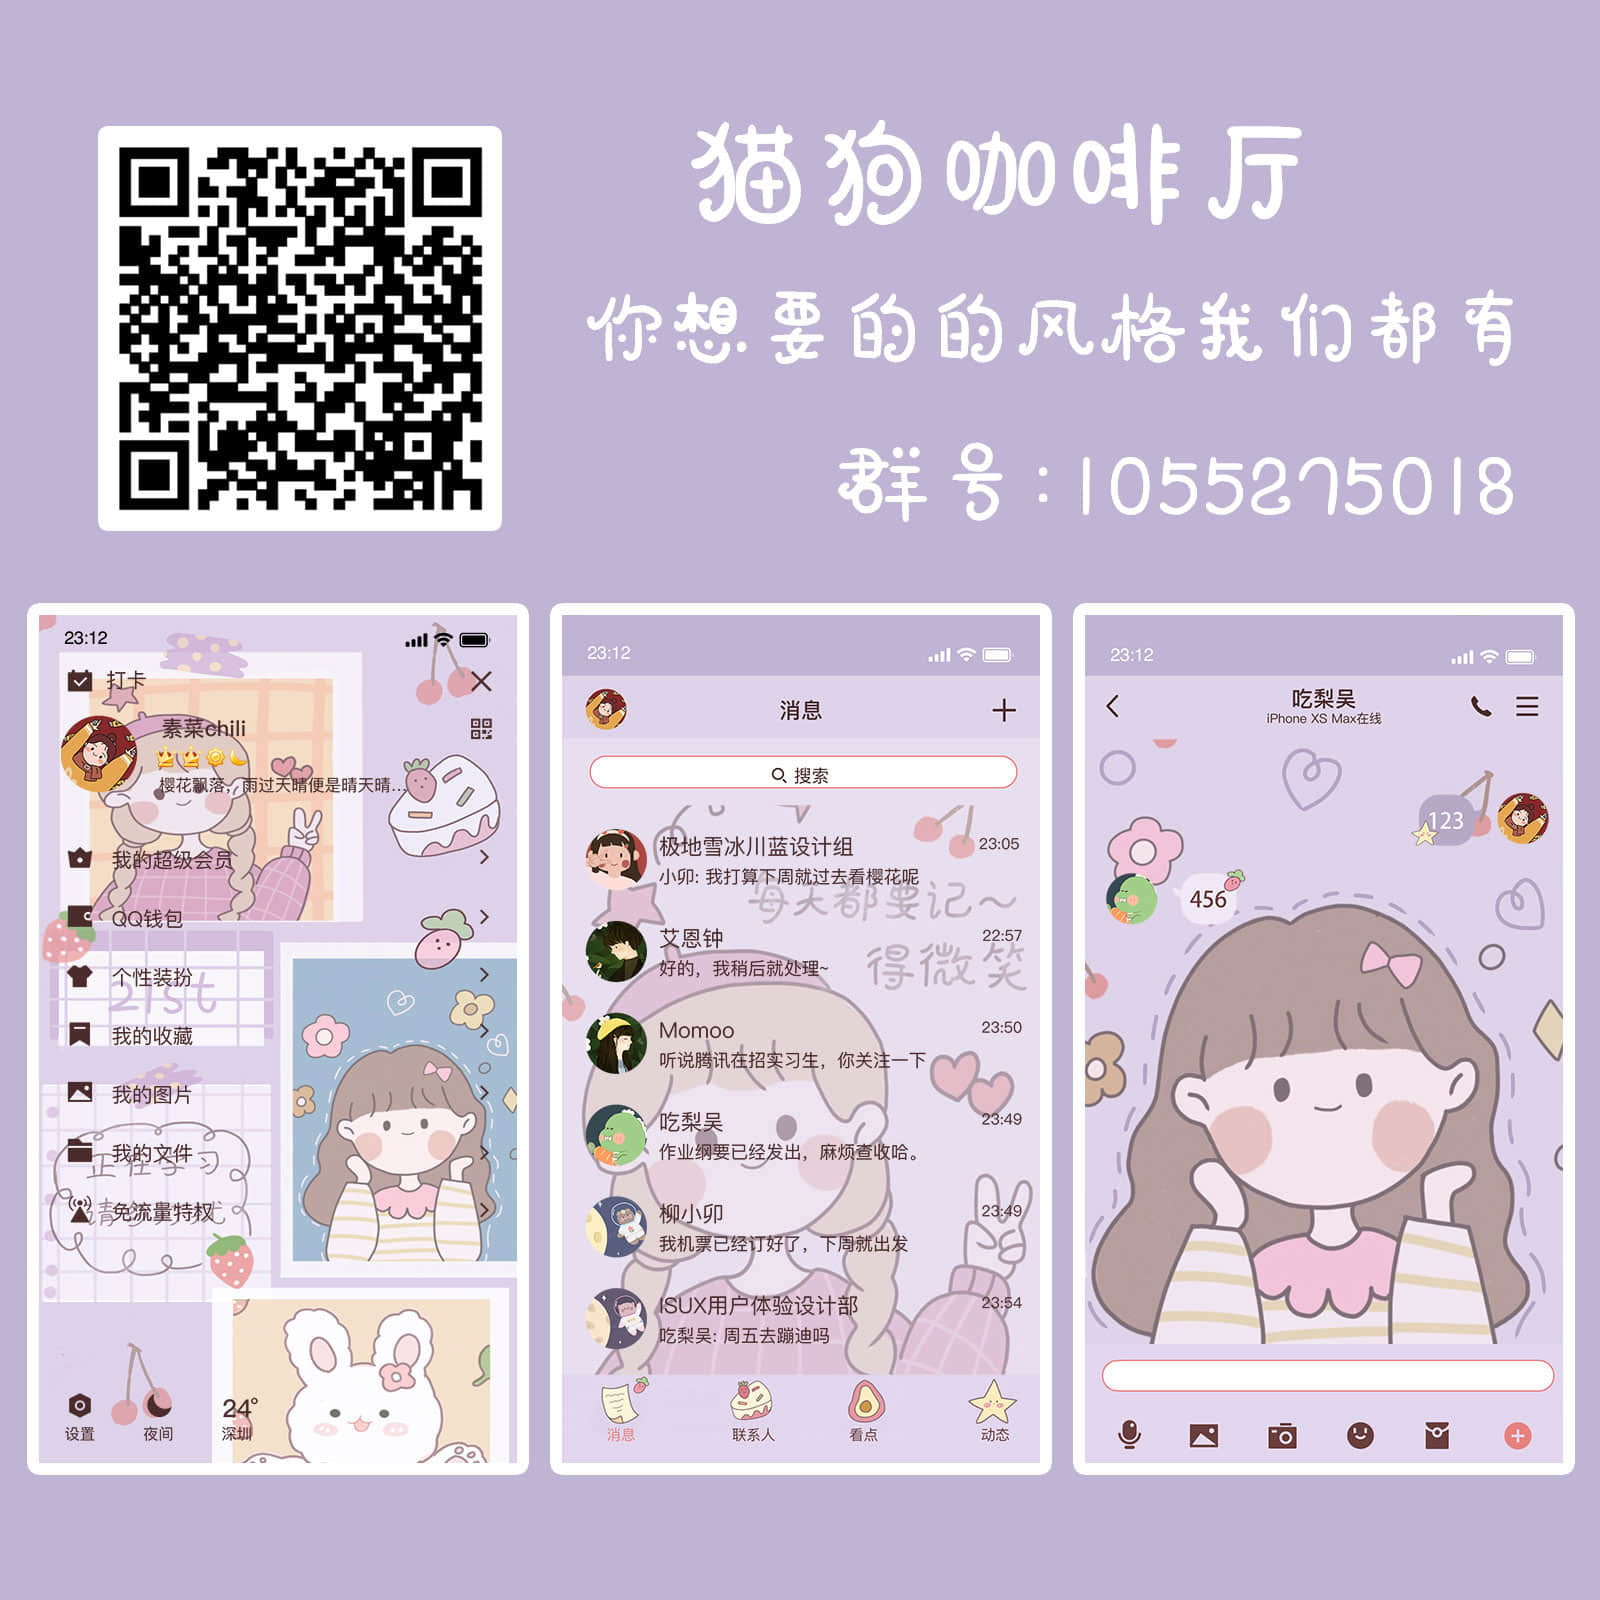 猫狗咖啡厅
你想要的的风格我们都有
群号:1055275018
23:12
打卡
素菜chili
樱花飘落，雨过天晴便是晴天晴...
我的超级会员
QQ钱包
个性装扮
21st
我的收藏
我的图片
我的文件
正在学习
免流量特权
设置
夜间
24°
深圳
23:12
消息
搜索
极地雪冰川蓝设计组
23:05
小卯: 我打算下周就过去看樱花呢
每天都要记~
得微笑
艾恩钟
22:57
好的，我稍后就处理~
Momoo
23:50
听说腾讯在招实习生，你关注一下
吃梨吴
23:49
作业纲要已经发出，麻烦查收哈。
柳小卯
23:49
我机票已经订好了，下周就出发
ISUX用户体验设计部
23:54
吃梨吴: 周五去蹦迪吗
消息
联系人
看点
动态
23:12
吃梨吴
iPhone XS Max在线
123
456